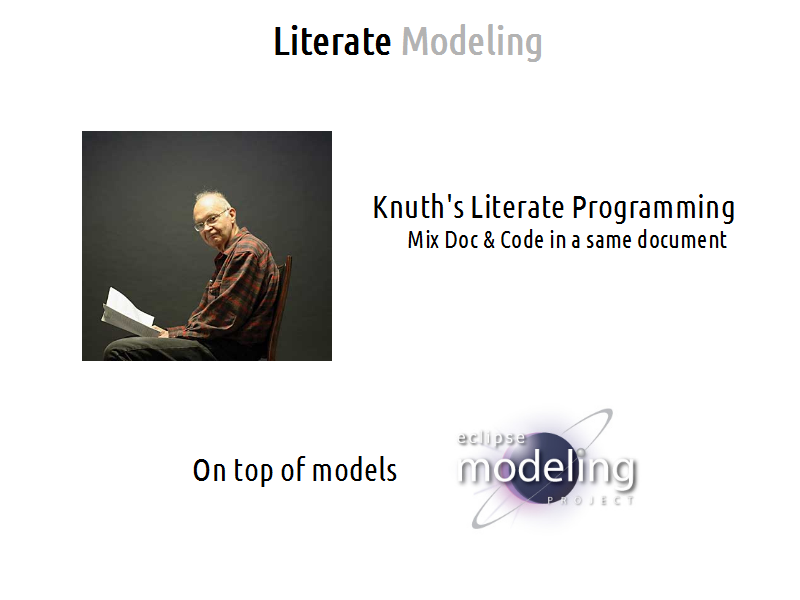 Literate Modeling
Knuth's Literate Programming
Mix Doc & Code in a same document
On top of models
eclipse
modeling
PROJECT